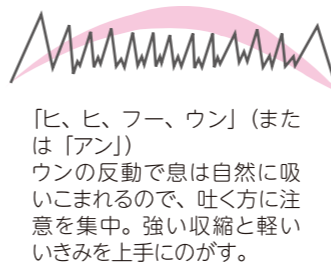 「ヒ、ヒ、フー、ウン」（また
は「アン」）
ウンの反動で息は自然に吸
いこまれるので、吐く方に注
意を集中。強い収縮と軽い
いきみを上手にのがす。